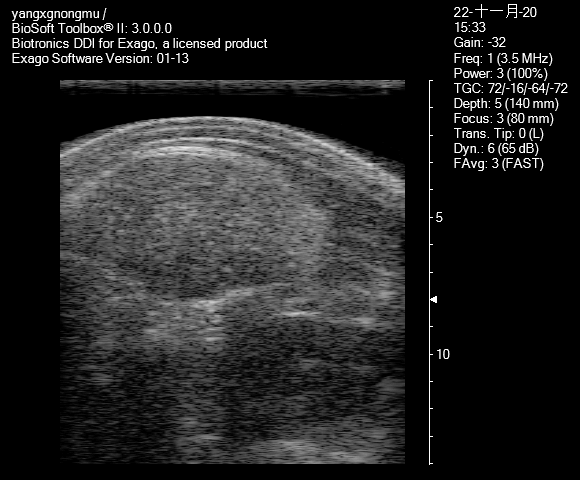 yangxgnongmu /
BioSoft Toolbox® II: 3.0.0.0
Biotronics DDI for Exago, a licensed product
Exago Software Version: 01-13
22-十一月-20
15:33
Gain: -32
Freq: 1 (3.5 MHz)
Power: 3 (100%)
TGC: 72/-16/-64/-72
Depth: 5 (140 mm)
Focus: 3 (80 mm)
Trans. Tip: 0 (L)
Dyn.: 6 (65 dB)
FAvg: 3 (FAST)
5
10